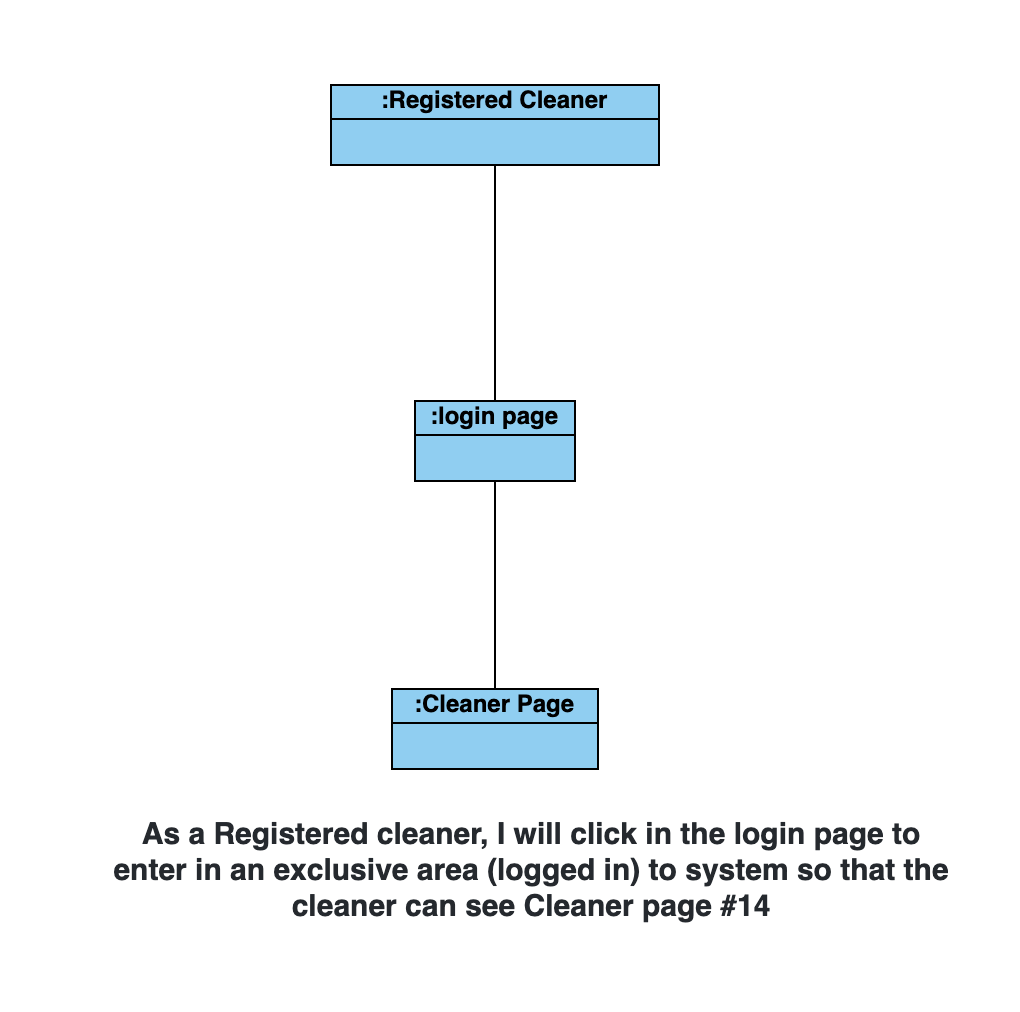 :Registered Cleaner
:login page
:Cleaner Page
As a Registered cleaner, I will click in the login page to
enter in an exclusive area (logged in) to system so that the
cleaner can see Cleaner page #14